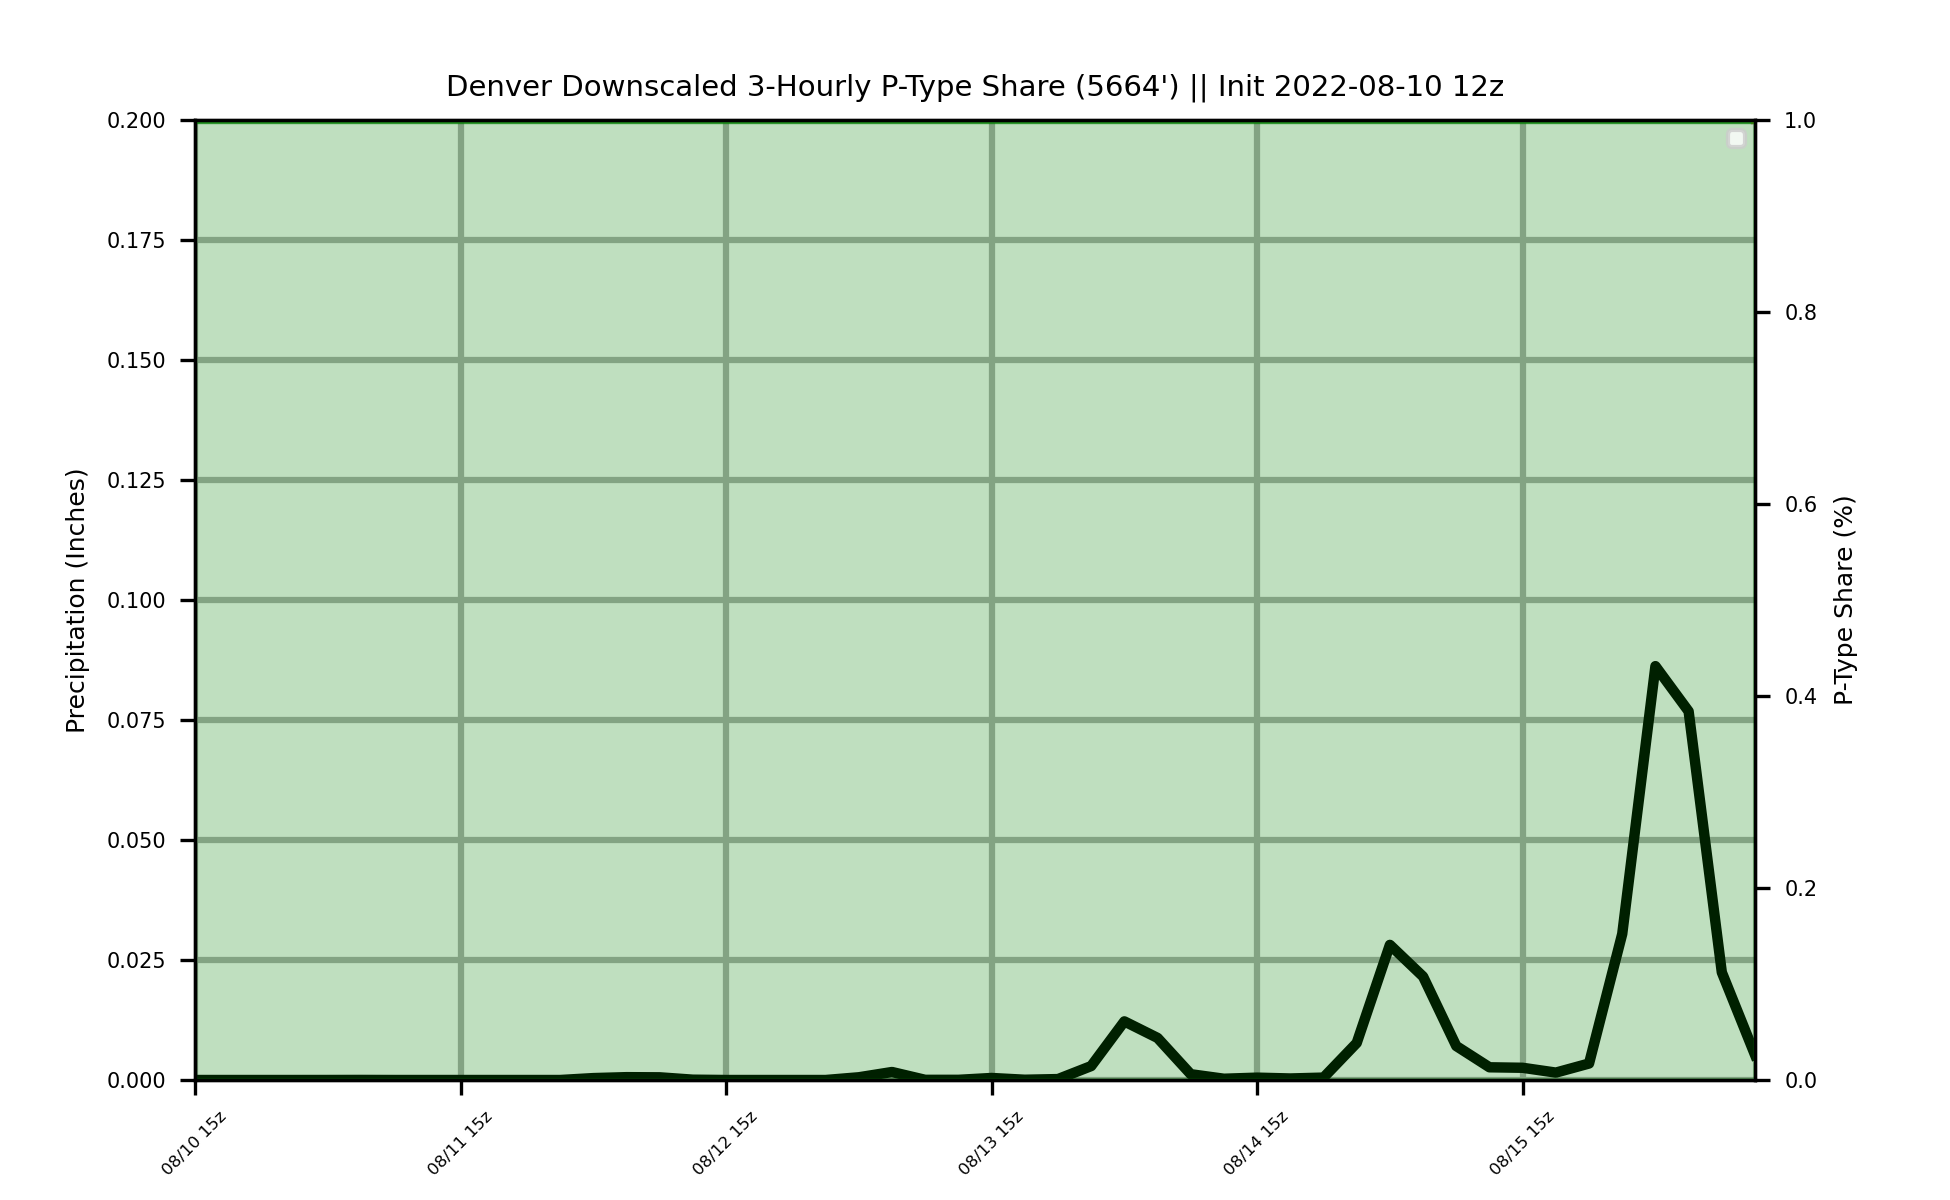 Denver Downscaled 3-Hourly P-Type Share (5664') || Init 2022-08-10 12z
0.200
0.175
0.150
0.125
0.100
0.075
0.050
0.025
0.000
Precipitation (Inches)
1.0
0.8
0.6
0.4
0.2
0.0
P-Type Share (%)
08/10 15z
08/11 15z
08/12 15z
08/13 15z
08/14 15z
08/15 15z